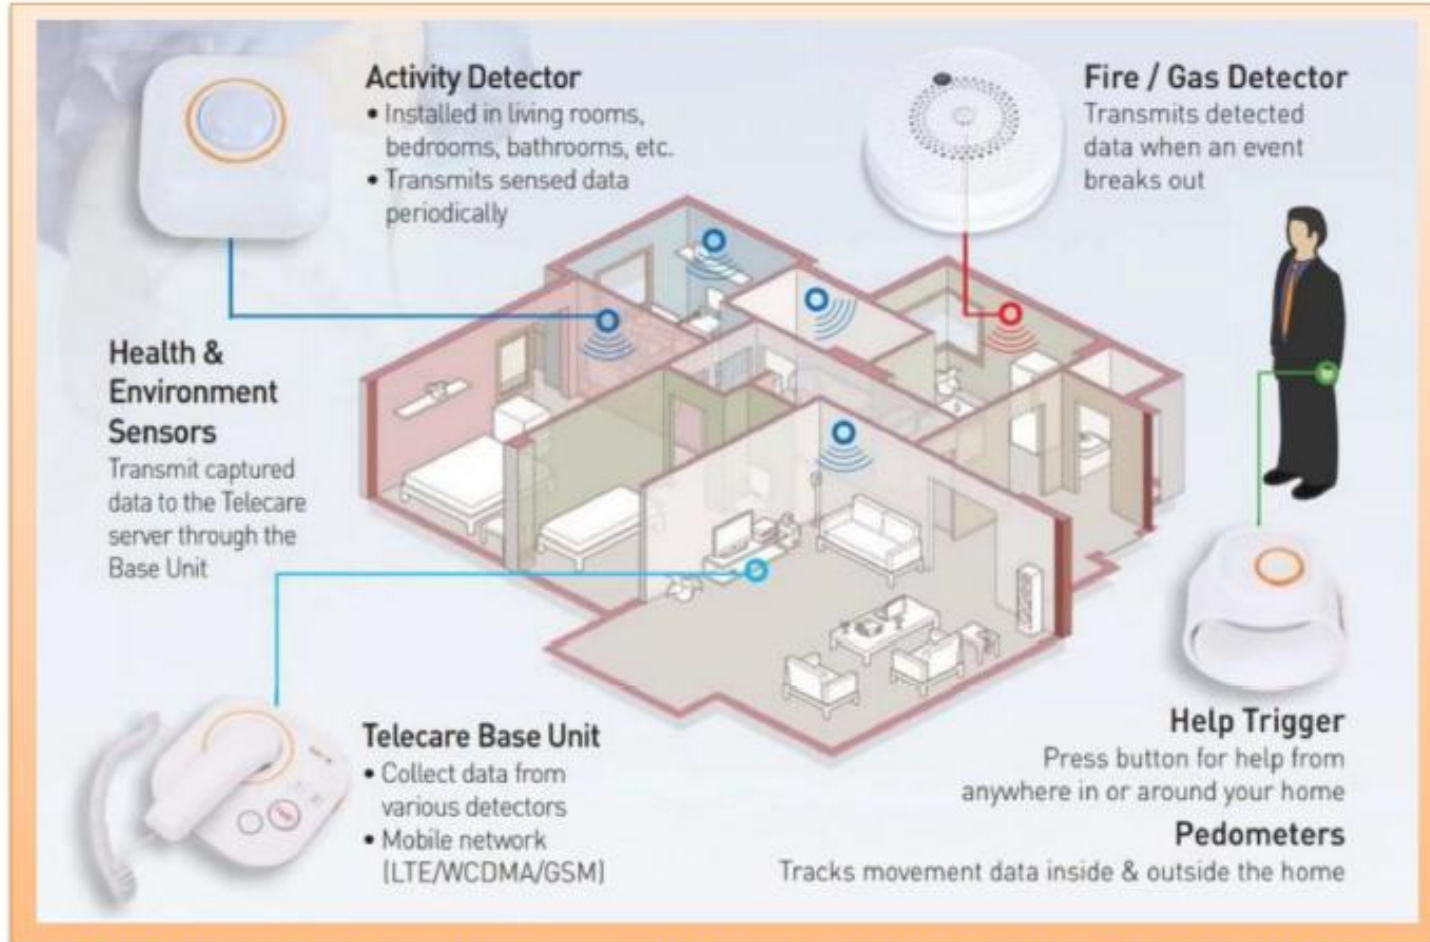 Activity Detector
• Installed in living rooms,
bedrooms, bathrooms, etc.
• Transmits sensed data
periodically
Fire / Gas Detector
Transmits detected
data when an event
breaks out
Health &
Environment
Sensors
Transmit captured
data to the Telecare
server through the
Base Unit
Telecare Base Unit
• Collect data from
various detectors
• Mobile network
(LTE/WCDMA/GSM)
Help Trigger
Press button for help from
anywhere in or around your home
Pedometers
Tracks movement data inside & outside the home